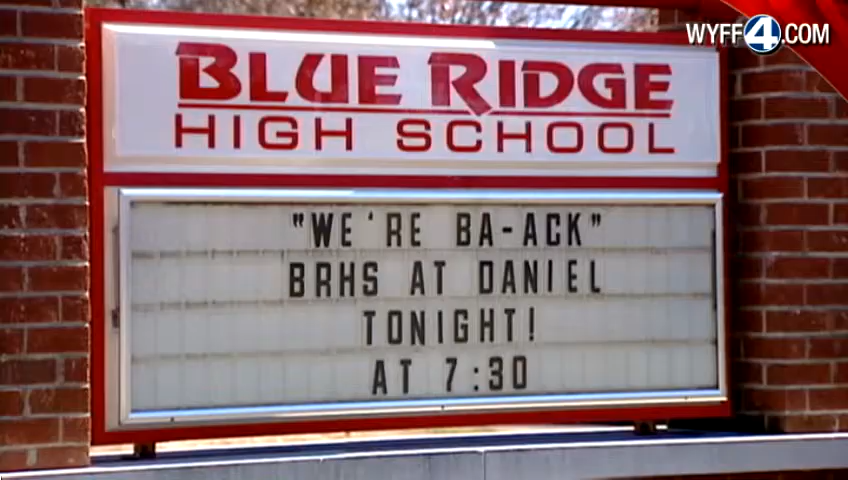 WYFF4.COM
BLUE RIDGE
HIGH SCHOOL
"WE'RE BA-ACK"
BRHS AT DANIEL
TONIGHT!
AT 7:30